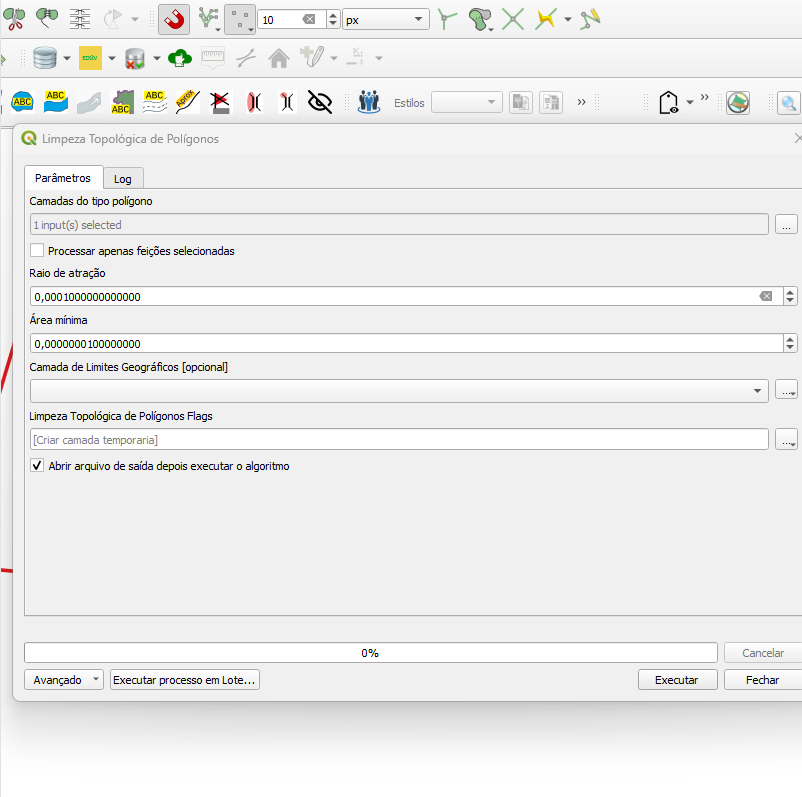 10
px
EDGV
ABC
ABC
ABC
ABC
Aprox
Estilos
»
»
Limpeza Topológica de Polígonos
Parâmetros
Log
Camadas do tipo polígono
1 input(s) selected
...
Processar apenas feições selecionadas
Raio de atração
0,0001000000000000
Área mínima
0,0000000100000000
Camada de Limites Geográficos [opcional]
...
Limpeza Topológica de Polígonos Flags
[Criar camada temporaria]
...
Abrir arquivo de saída depois executar o algoritmo
0%
Cancelar
Avançado
Executar processo em Lote...
Executar
Fechar